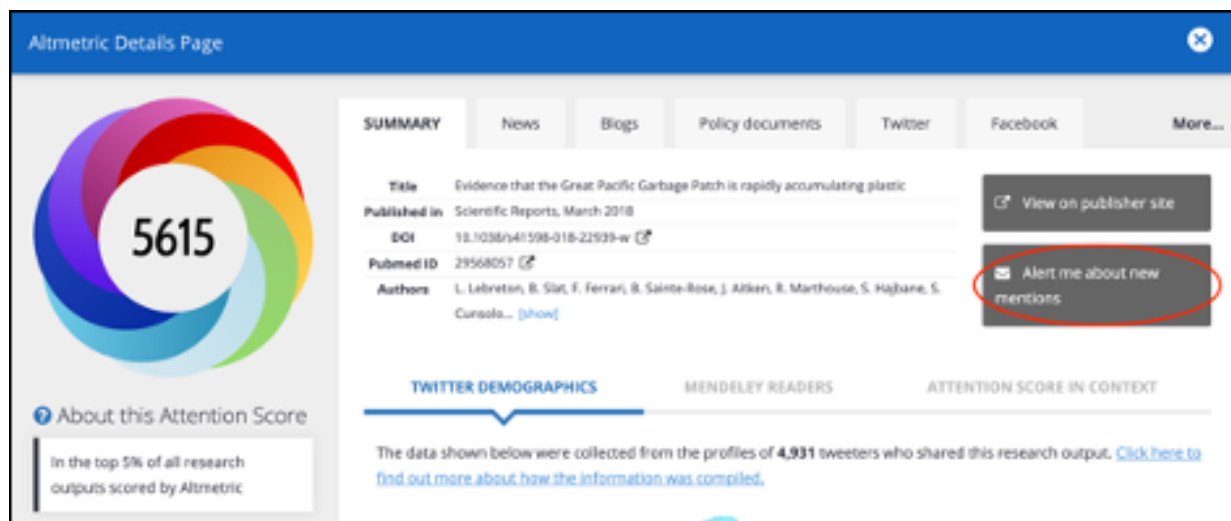 Altmetric Details Page
5615
About this Attention Score
In the top 5% of all research
outputs scored by Altmetric
SUMMARY News Blogs Policy documents Twitter Facebook More...
Title Evidence that the Great Pacific Garbage Patch is rapidly accumulating plastic
Published in Scientific Reports, March 2018
DOI 10.1038/s41598-018-22939-w
Pubmed ID 29568057
Authors L. Lebreton, B. Slat, F. Ferrari, B. Sainte-Rose, J. Aitken, R. Marthouse, S. Hajbane, S.
Cunsolo... [show]
View on publisher site
Alert me about new
mentions
TWITTER DEMOGRAPHICS MENDELEY READERS ATTENTION SCORE IN CONTEXT
The data shown below were collected from the profiles of 4,931 tweeters who shared this research output. Click here to
find out more about how the information was compiled.